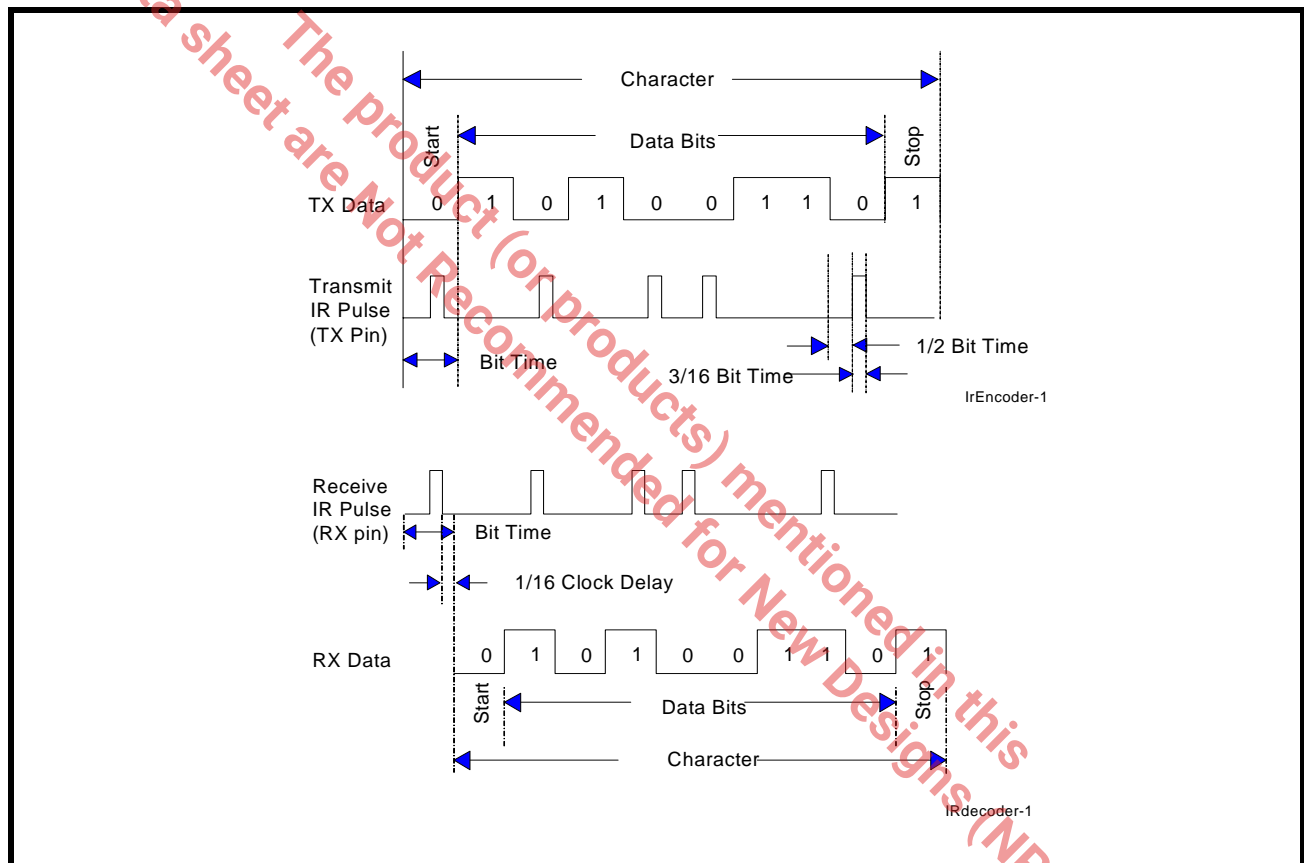 Character
Start
Data Bits
Stop
TX Data
0 1 0 1 0 0 1 1 0 1
Transmit
IR Pulse
(TX Pin)
Bit Time
1/2 Bit Time
3/16 Bit Time
IrEncoder-1
Receive
IR Pulse
(RX pin)
Bit Time
1/16 Clock Delay
RX Data
0 1 0 1 0 0 1 1 0 1
Start
Data Bits
Stop
Character
IRdecoder-1
The product (or products) mentioned in this
sheet are Not Recommended for New Designs